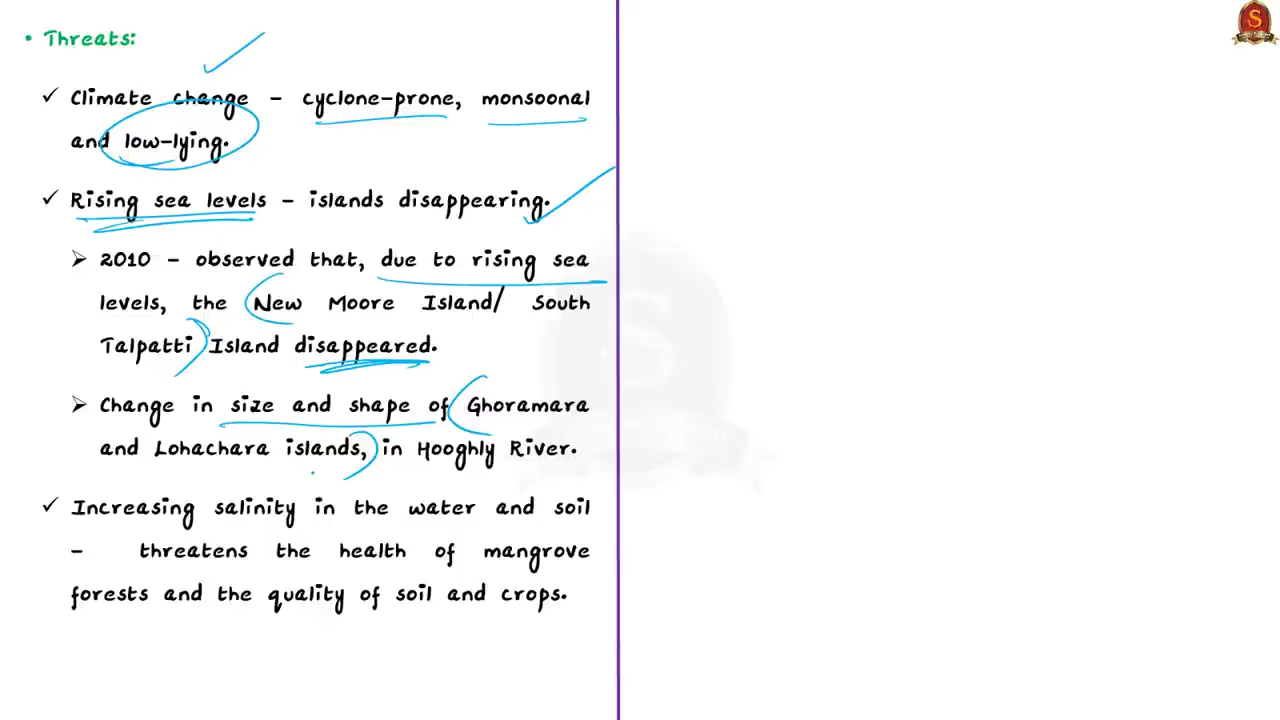 • Threats:
✓ Climate change - cyclone-prone, monsoonal
and low-lying.
✓ Rising sea levels - islands disappearing.
➢ 2010 - observed that, due to rising sea
levels, the New Moore Island/ South
Talpatti Island disappeared.
➢ Change in size and shape of Ghoramara
and Lohachara islands, in Hooghly River.
✓ Increasing salinity in the water and soil
- threatens the health of mangrove
forests and the quality of soil and crops.
S
S